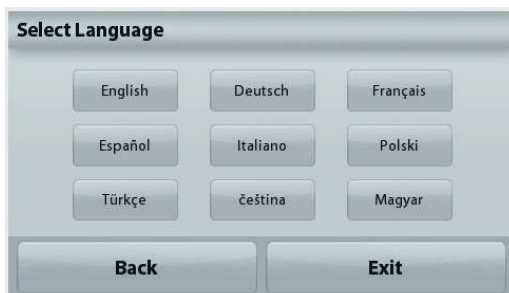 Select Language
English Deutsch Français
Español Italiano Polski
Türkçe čeština Magyar
Back Exit